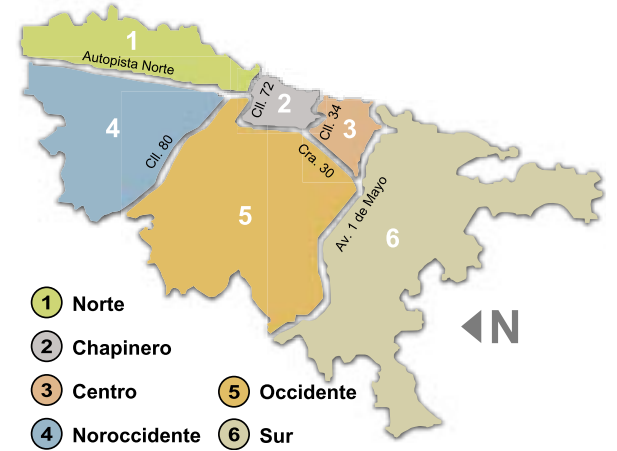 1
Autopista Norte
Cll. 72
2
Cll. 34
3
4
Cll. 80
Cra. 30
5
Av. 1 de Mayo
6
1 Norte
2 Chapinero
3 Centro
4 Noroccidente
5 Occidente
6 Sur
N